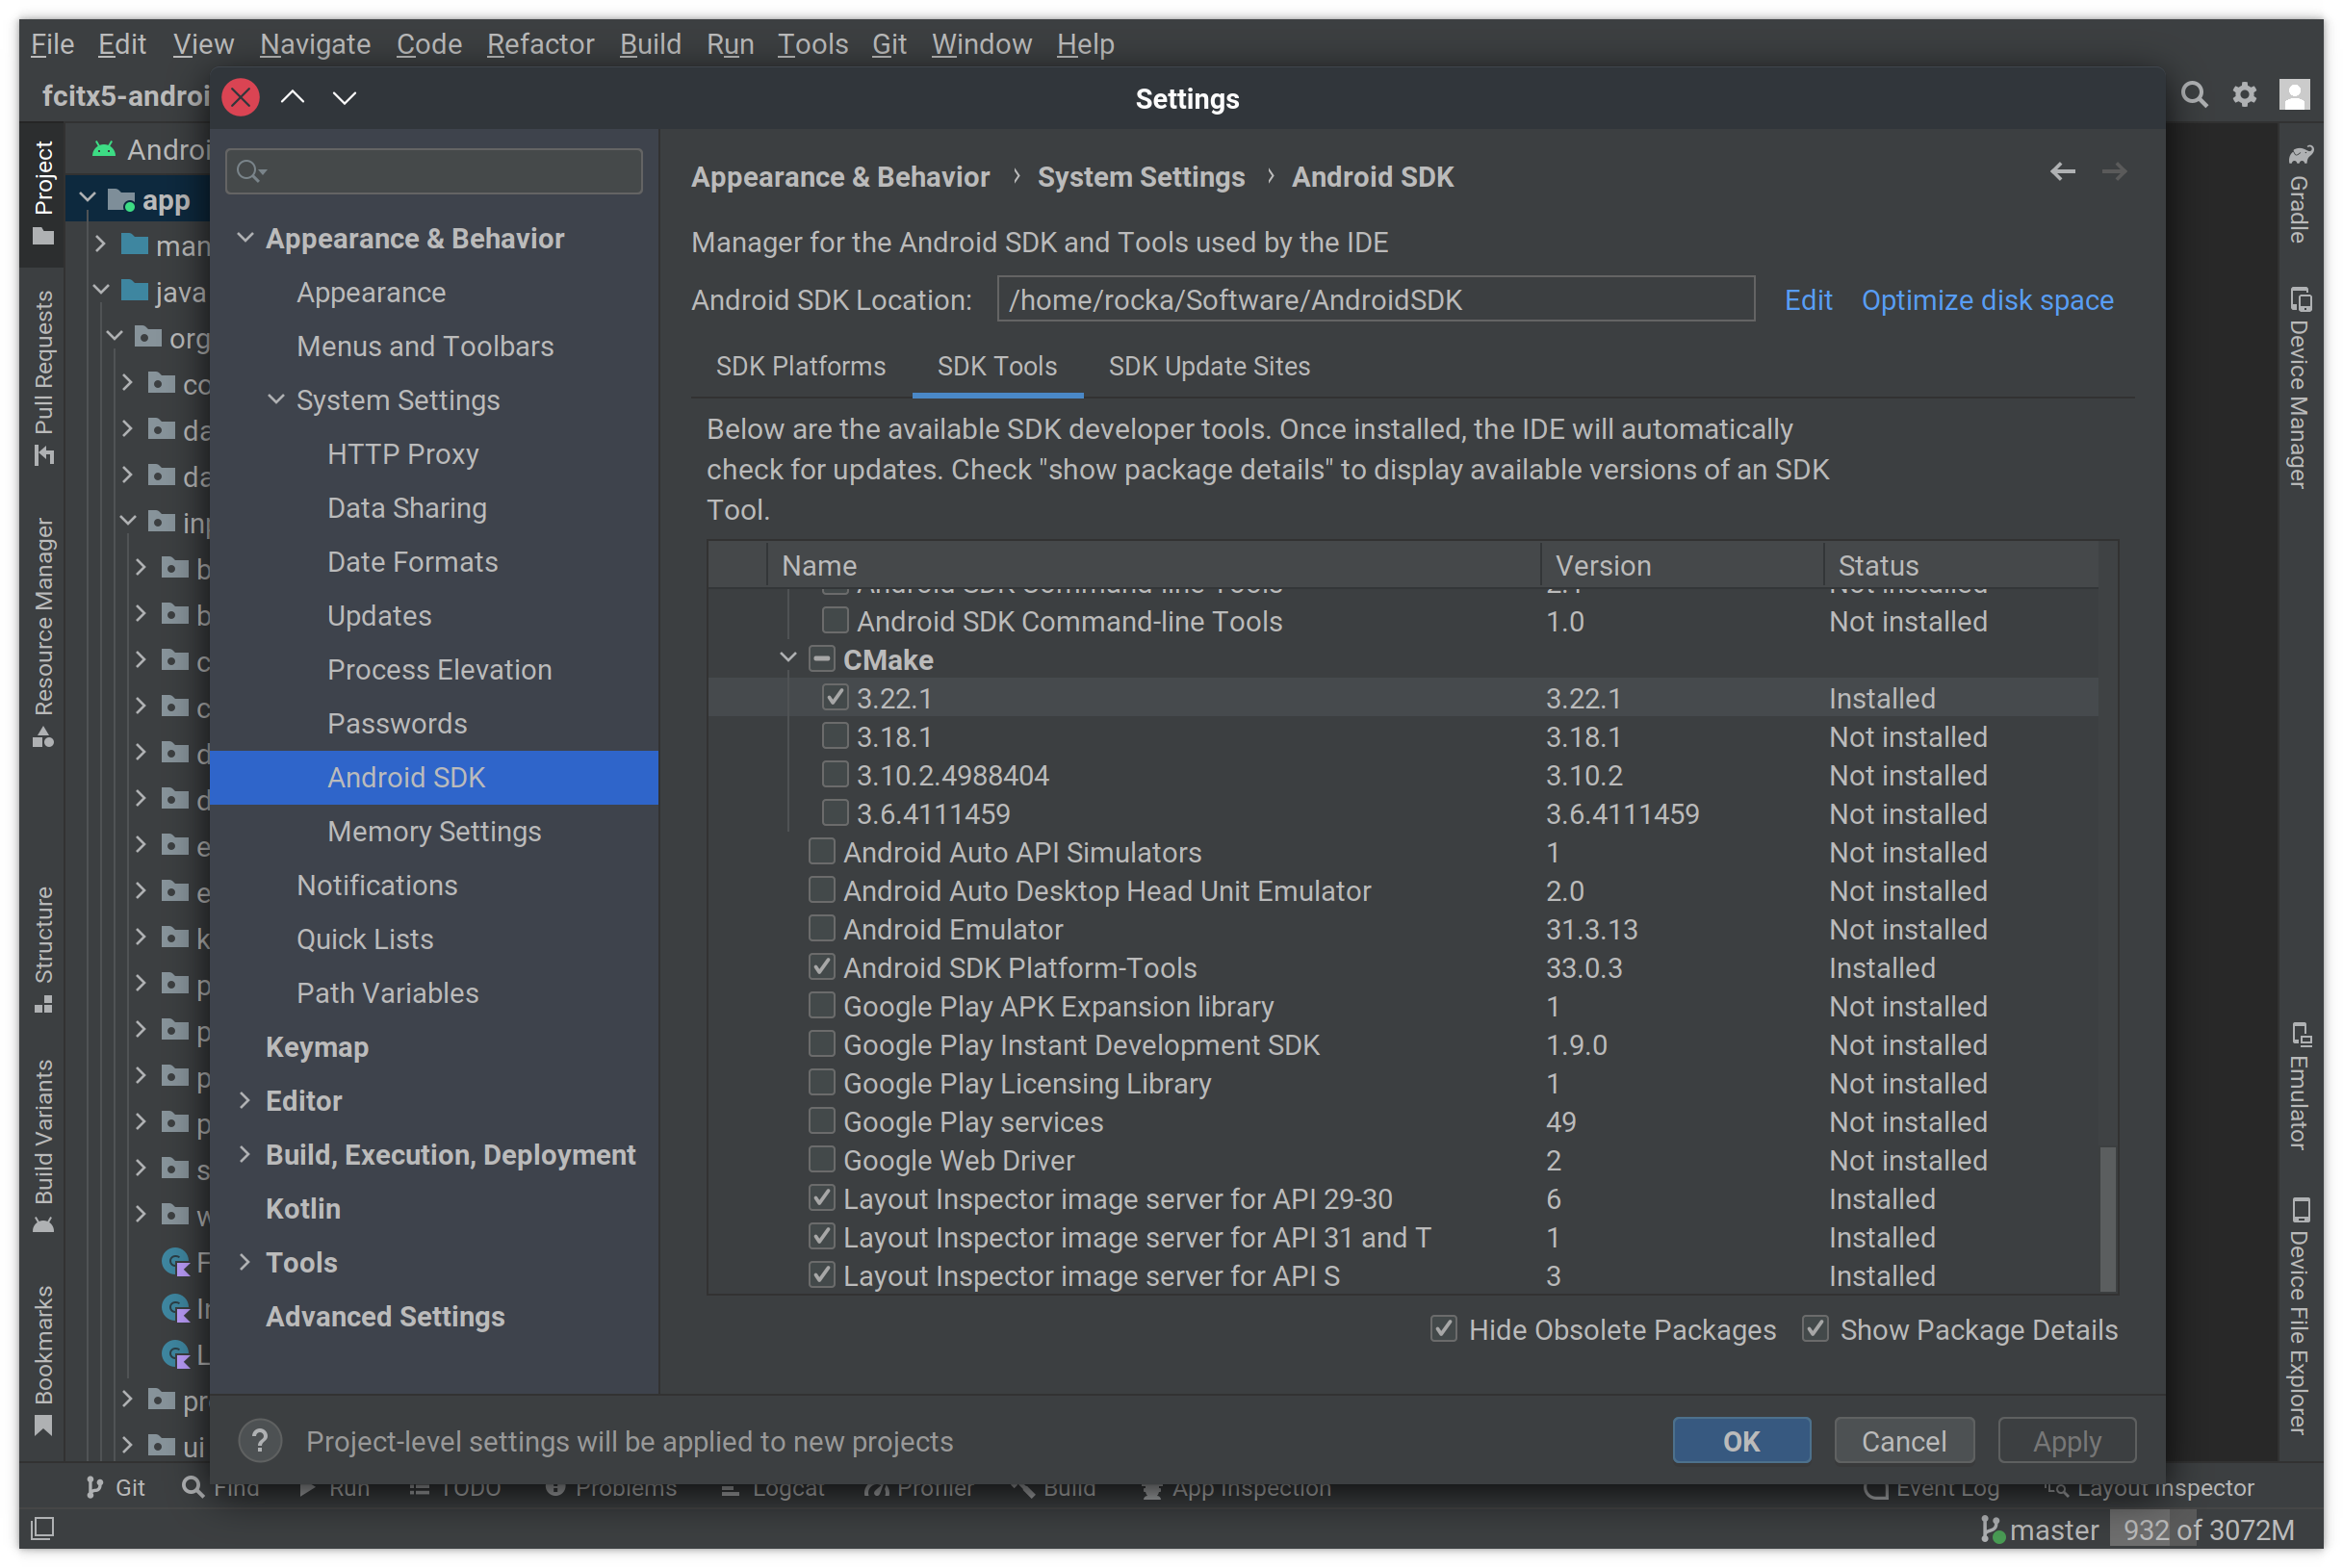 File Edit View Navigate Code Refactor Build Run Tools Git Window Help
Settings
Project
Pull Requests
Resource Manager
Structure
Build Variants
Bookmarks
app
java
ui
Appearance & Behavior
Appearance
Menus and Toolbars
System Settings
HTTP Proxy
Data Sharing
Date Formats
Updates
Process Elevation
Passwords
Android SDK
Memory Settings
Notifications
Quick Lists
Path Variables
Keymap
Editor
Build, Execution, Deployment
Kotlin
Tools
Advanced Settings
Appearance & Behavior › System Settings › Android SDK
Manager for the Android SDK and Tools used by the IDE
Android SDK Location: /home/rocka/Software/AndroidSDK Edit Optimize disk space
SDK Platforms SDK Tools SDK Update Sites
Below are the available SDK developer tools. Once installed, the IDE will automatically
check for updates. Check "show package details" to display available versions of an SDK
Tool.
Name Version Status
Android SDK Command-line Tools 1.0 Not installed
CMake
3.22.1 3.22.1 Installed
3.18.1 3.18.1 Not installed
3.10.2.4988404 3.10.2 Not installed
3.6.4111459 3.6.4111459 Not installed
Android Auto API Simulators 1 Not installed
Android Auto Desktop Head Unit Emulator 2.0 Not installed
Android Emulator 31.3.13 Not installed
Android SDK Platform-Tools 33.0.3 Installed
Google Play APK Expansion library 1 Not installed
Google Play Instant Development SDK 1.9.0 Not installed
Google Play Licensing Library 1 Not installed
Google Play services 49 Not installed
Google Web Driver 2 Not installed
Layout Inspector image server for API 29-30 6 Installed
Layout Inspector image server for API 31 and T 1 Installed
Layout Inspector image server for API S 3 Installed
Hide Obsolete Packages Show Package Details
? Project-level settings will be applied to new projects OK Cancel Apply
Gradle
Device Manager
Emulator
Device File Explorer
Git Find Run TODO Problems Logcat Profiler Build App Inspection Event Log Layout Inspector
master 932 of 3072M